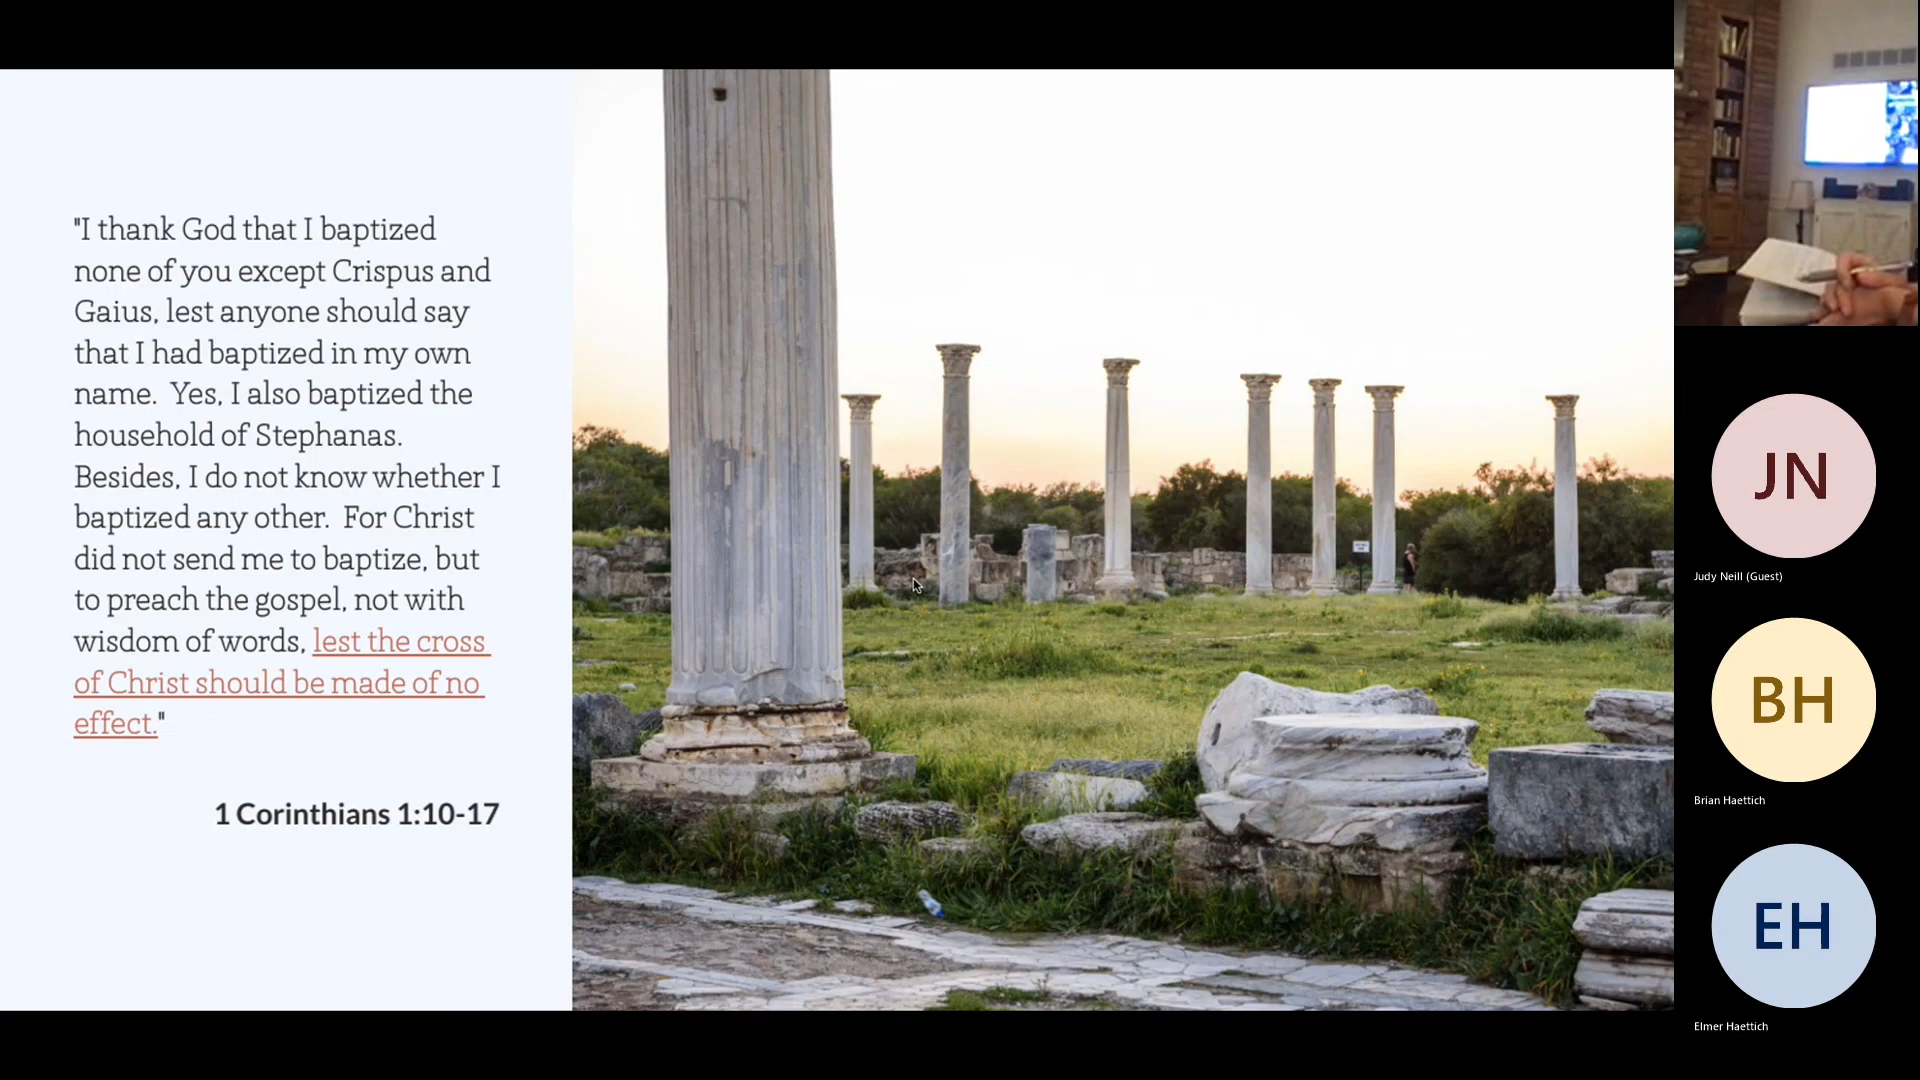 "I thank God that I baptized
none of you except Crispus and
Gaius, lest anyone should say
that I had baptized in my own
name.  Yes, I also baptized the
household of Stephanas.
Besides, I do not know whether I
baptized any other.  For Christ
did not send me to baptize, but
to preach the gospel, not with
wisdom of words, lest the cross
of Christ should be made of no
effect."
1 Corinthians 1:10-17
JN
Judy Neill (Guest)
BH
Brian Haettich
EH
Elmer Haettich